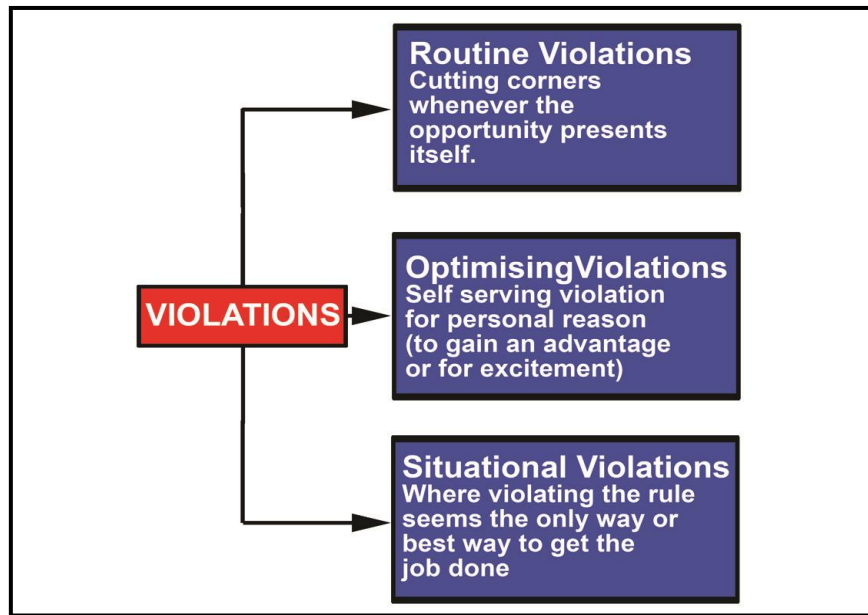 Routine Violations
Cutting corners
whenever the
opportunity presents
itself.
VIOLATIONS
OptimisingViolations
Self serving violation
for personal reason
(to gain an advantage
or for excitement)
Situational Violations
Where violating the rule
seems the only way or
best way to get the
job done